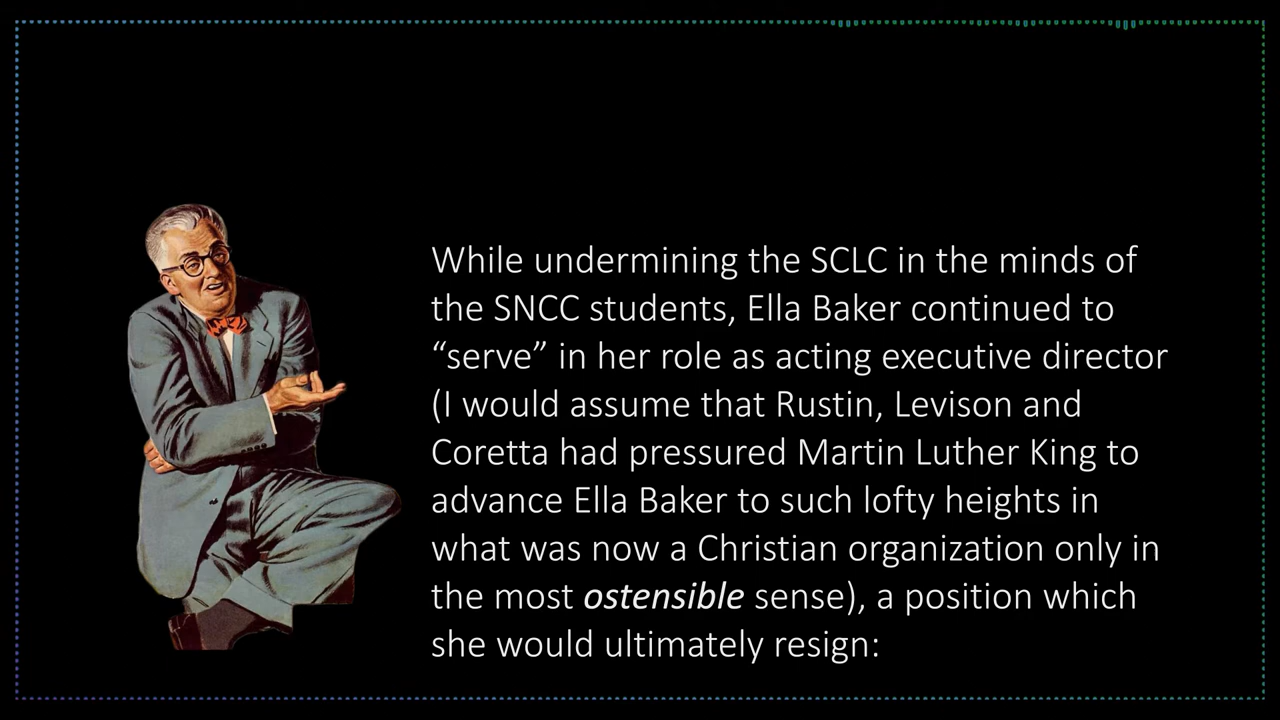 While undermining the SCLC in the minds of
the SNCC students, Ella Baker continued to
“serve” in her role as acting executive director
(I would assume that Rustin, Levison and
Coretta had pressured Martin Luther King to
advance Ella Baker to such lofty heights in
what was now a Christian organization only in
the most ostensible sense), a position which
she would ultimately resign: